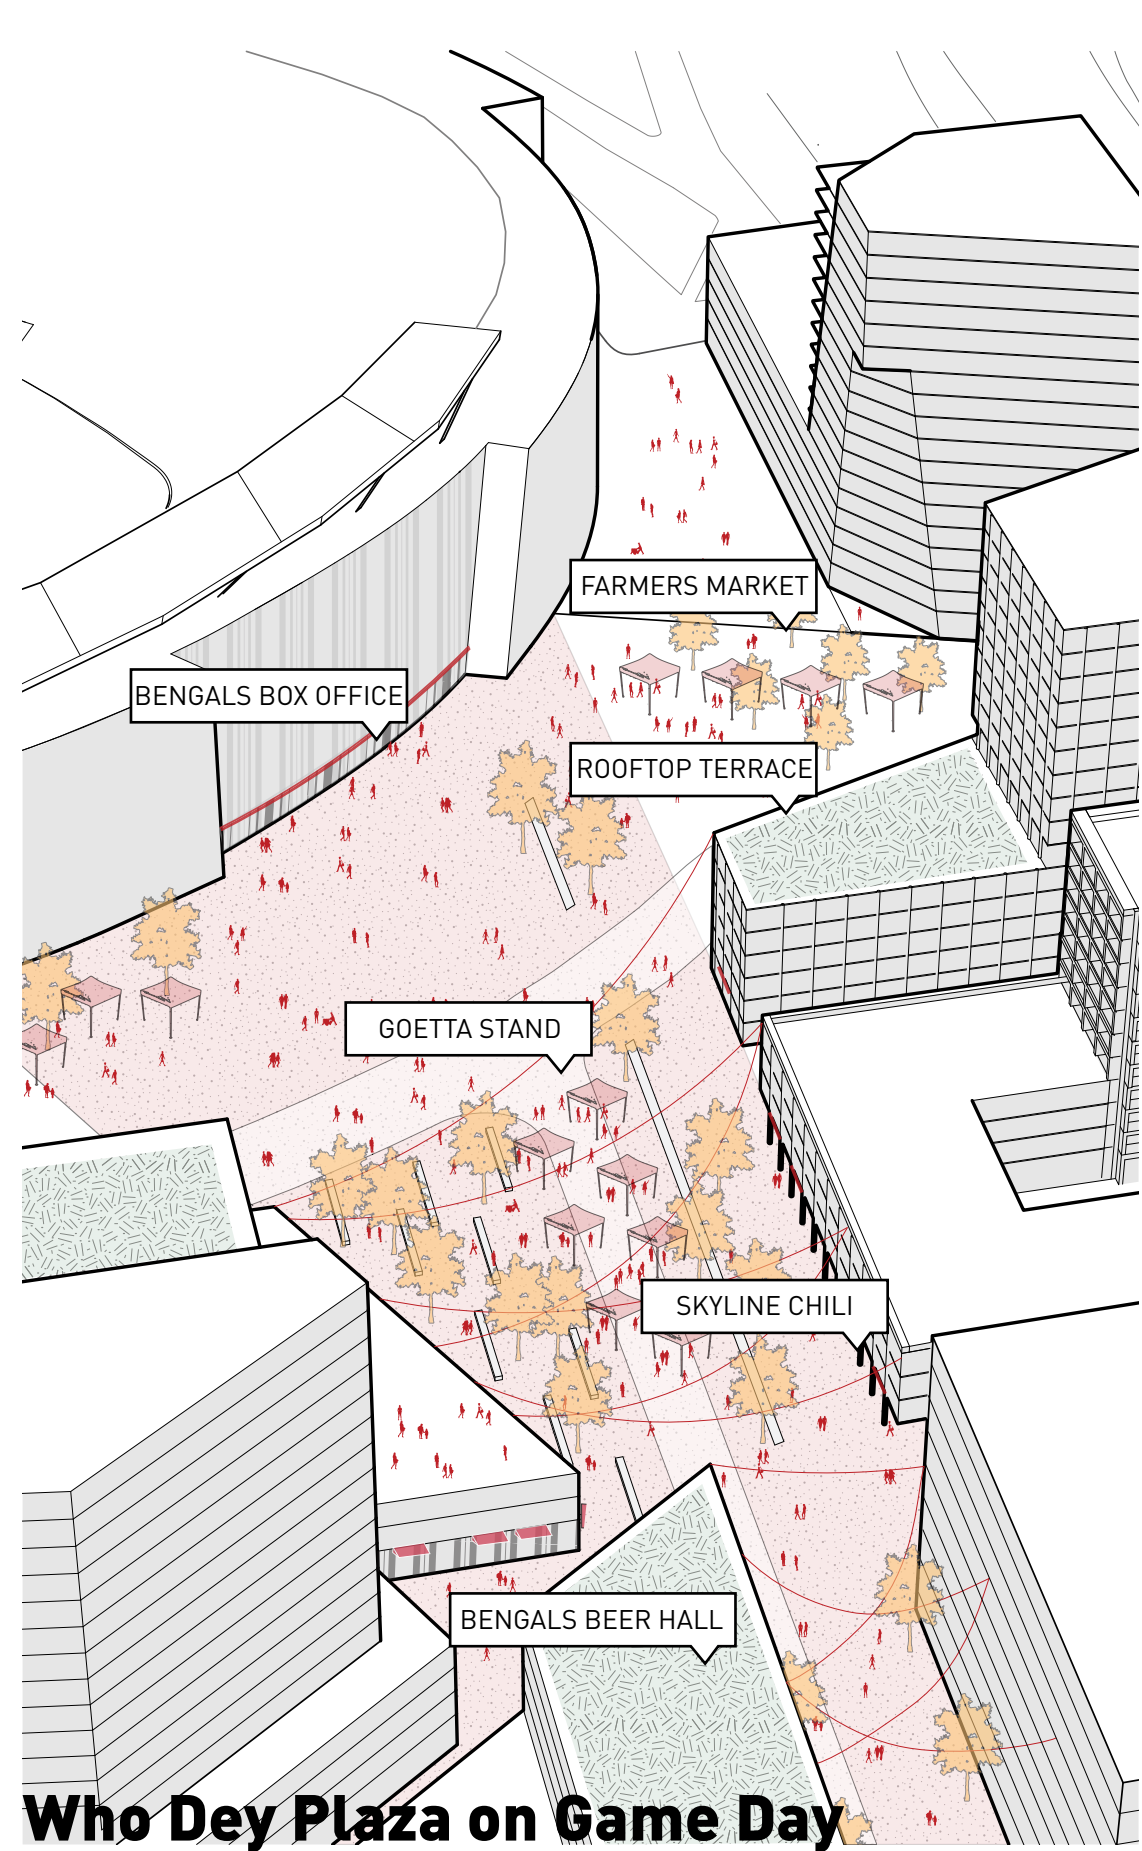 FARMERS MARKET
BENGALS BOX OFFICE
ROOFTOP TERRACE
GOETTA STAND
SKYLINE CHILI
BENGALS BEER HALL
Who Dey Plaza on Game Day